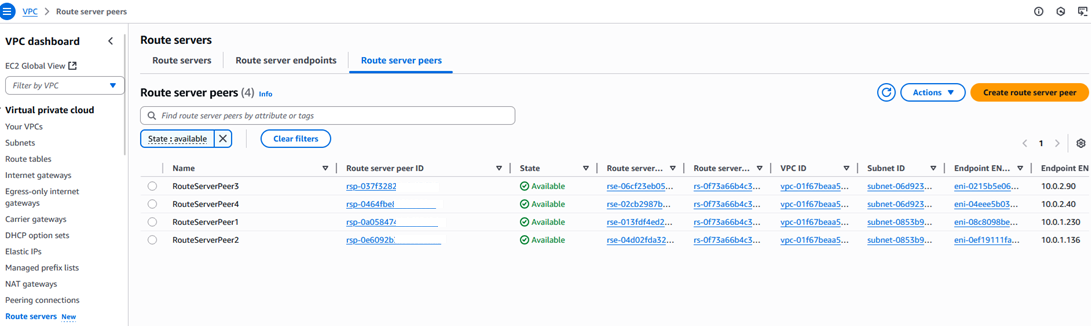 VPC > Route server peers
VPC dashboard
EC2 Global View
Filter by VPC
Virtual private cloud
Your VPCs
Subnets
Route tables
Internet gateways
Egress-only internet
gateways
Carrier gateways
DHCP option sets
Elastic IPs
Managed prefix lists
NAT gateways
Peering connections
Route servers New
Route servers
Route servers Route server endpoints Route server peers
Route server peers (4) Info
Actions Create route server peer
Find route server peers by attribute or tags
State : available Clear filters
1
Name Route server peer ID State Route server... Route server... VPC ID Subnet ID Endpoint EN... Endpoint EN
RouteServerPeer3 rsp-037f3282 Available rse-06cf23eb05... rs-0f73a66b4c3... vpc-01f67beaa5... subnet-06d923... eni-0215b5e06... 10.0.2.90
RouteServerPeer4 rsp-0464fbe Available rse-02cb2987b... rs-0f73a66b4c3... vpc-01f67beaa5... subnet-06d923... eni-04eee5b03... 10.0.2.40
RouteServerPeer1 rsp-0a058474 Available rse-013fdf4ed2... rs-0f73a66b4c3... vpc-01f67beaa5... subnet-0853b9... eni-08c8098be... 10.0.1.230
RouteServerPeer2 rsp-0e6092b Available rse-04d02fda32... rs-0f73a66b4c3... vpc-01f67beaa5... subnet-0853b9... eni-0ef19111fa... 10.0.1.136